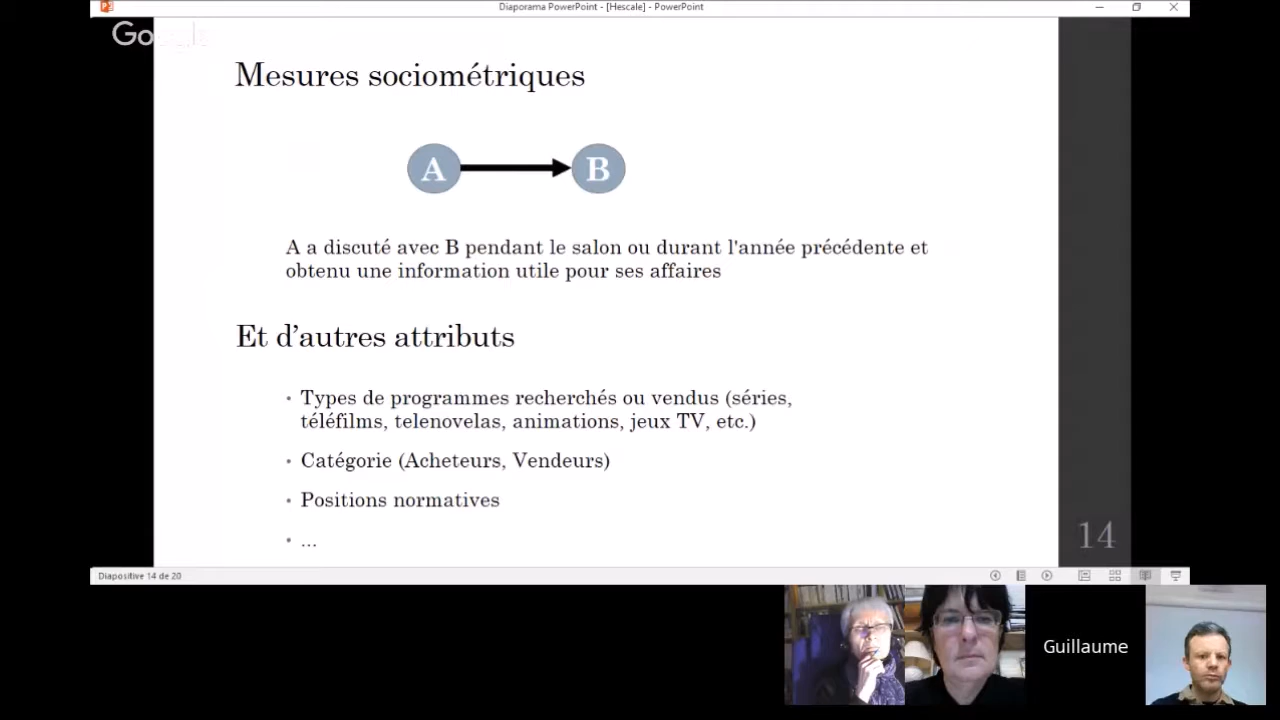 Diaporama PowerPoint - [Hescale] - PowerPoint
Google
Mesures sociométriques
A
B
A a discuté avec B pendant le salon ou durant l'année précédente et
obtenu une information utile pour ses affaires
Et d'autres attributs
• Types de programmes recherchés ou vendus (séries,
téléfilms, telenovelas, animations, jeux TV, etc.)
• Catégorie (Acheteurs, Vendeurs)
• Positions normatives
• ...
14
Diapositive 14 de 20
Guillaume